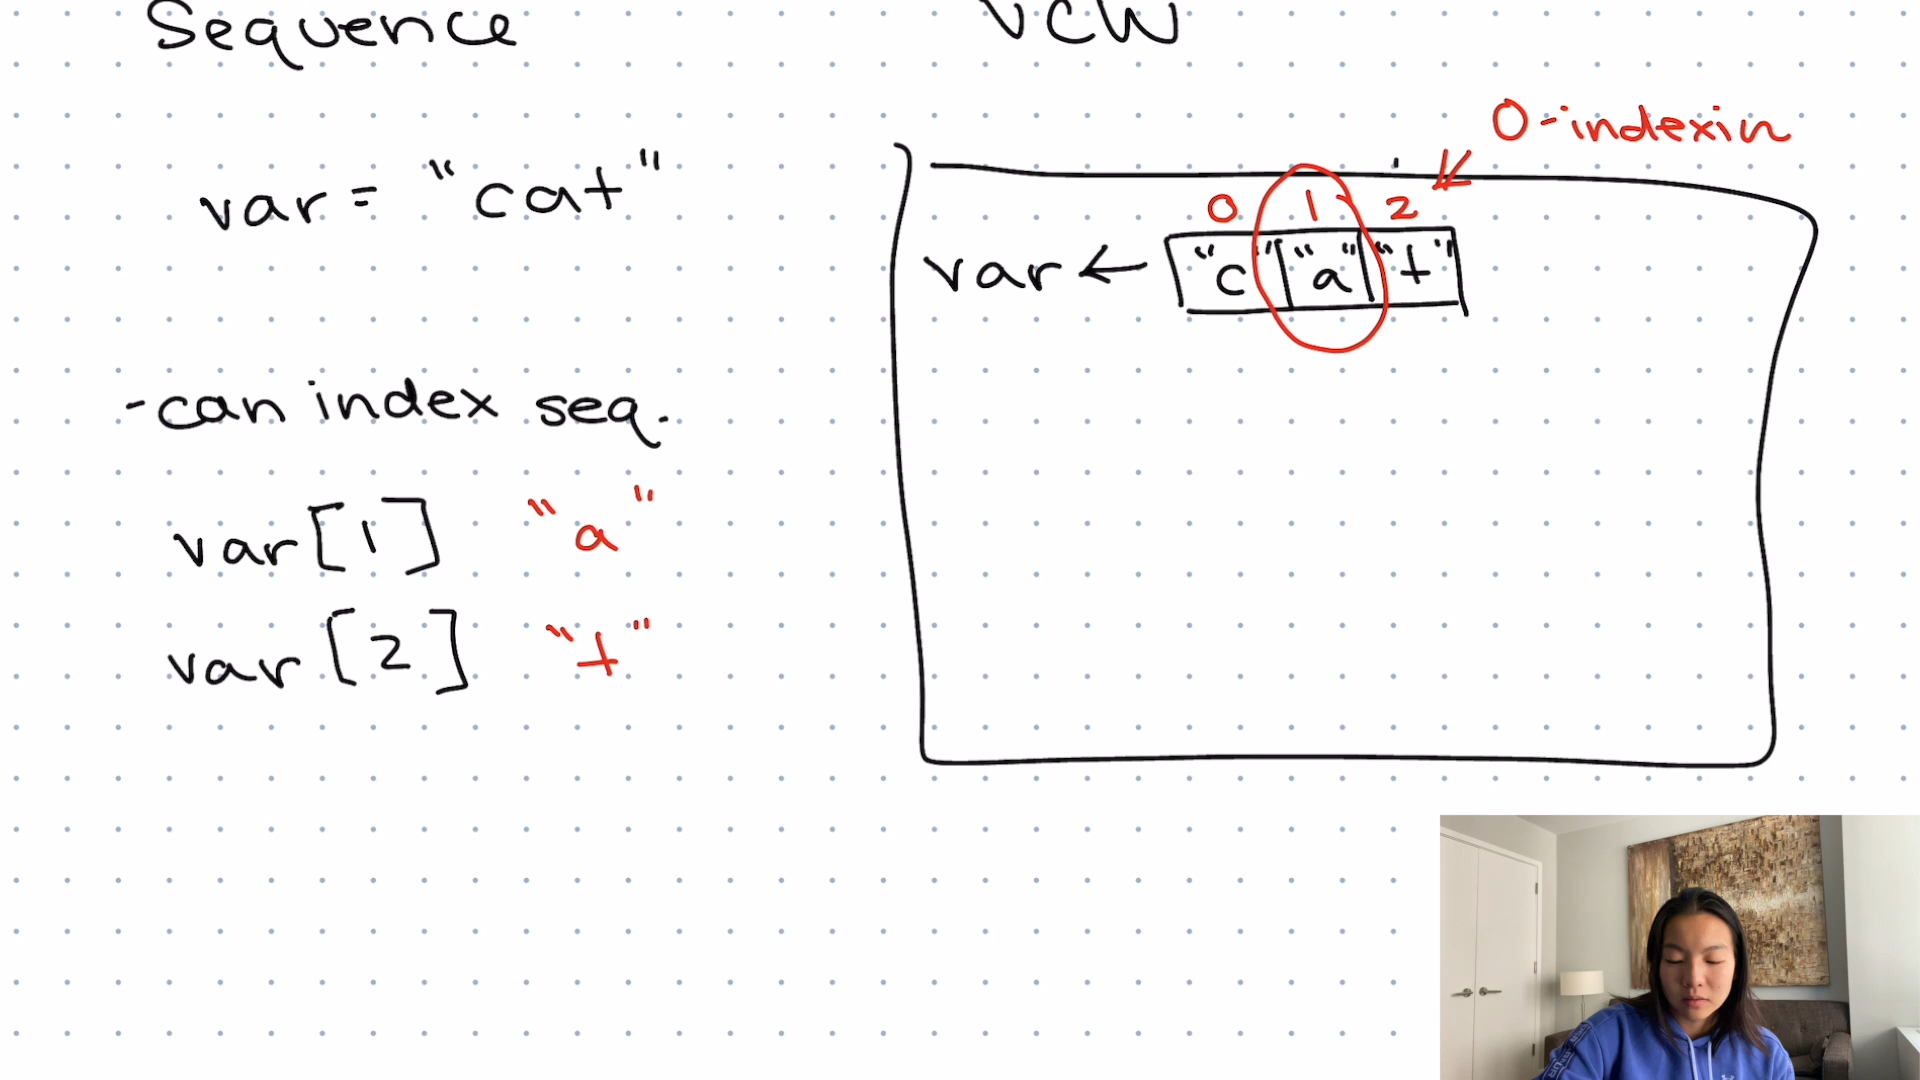 Sequence
var = "cat"
-can index seq.
var[1] "a"
var[2] "t"
0-indexin
0 1 2
var ← "c" "a" "t"